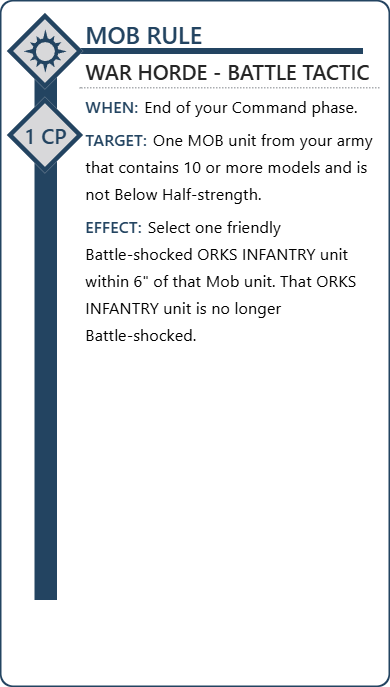 MOB RULE
WAR HORDE - BATTLE TACTIC
WHEN: End of your Command phase.
1 CP
TARGET: One MOB unit from your army
that contains 10 or more models and is
not Below Half-strength.
EFFECT: Select one friendly
Battle-shocked ORKS INFANTRY unit
within 6" of that Mob unit. That ORKS
INFANTRY unit is no longer
Battle-shocked.